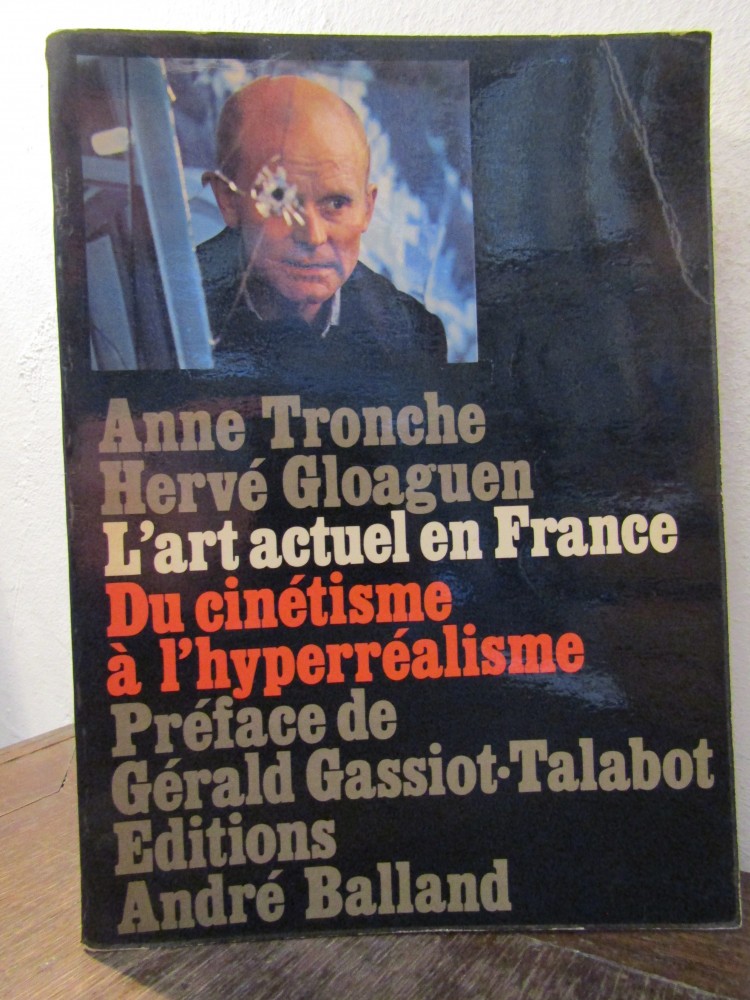 Anne Tronche
Hervé Gloaguen
L'art actuel en France
Du cinétisme
à l'hyperréalisme
Préface de
Gérald Gassiot-Talabot
Editions
André Balland